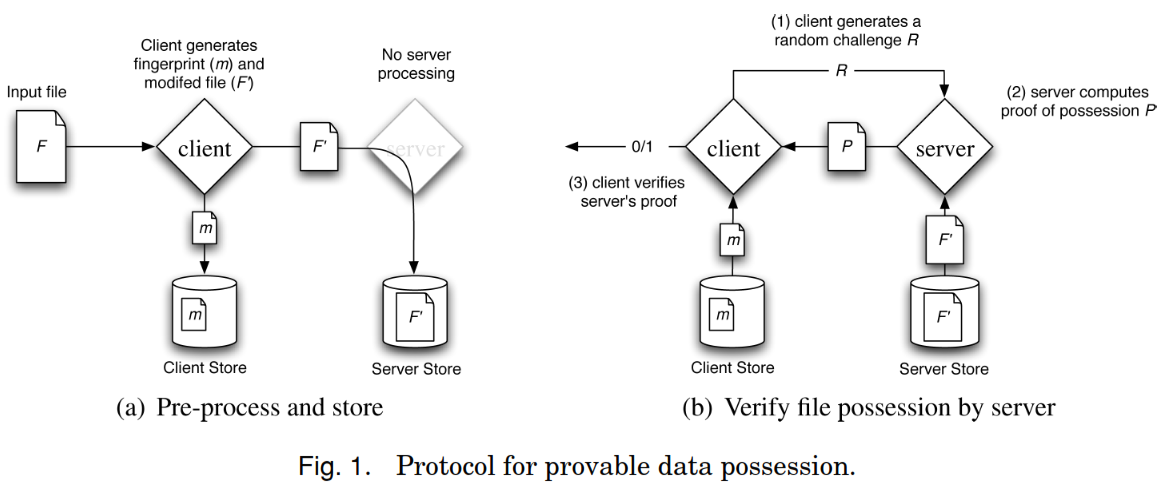 Input file
F
Client generates
fingerprint (m) and
modifed file (F')
client
F'
No server
processing
server
m
m
Client Store
F'
Server Store
(a) Pre-process and store
(1) client generates a
random challenge R
R
(2) server computes
proof of possession P
0/1
client
P
server
(3) client verifies
server's proof
m
F'
m
Client Store
F'
Server Store
(b) Verify file possession by server
Fig. 1. Protocol for provable data possession.